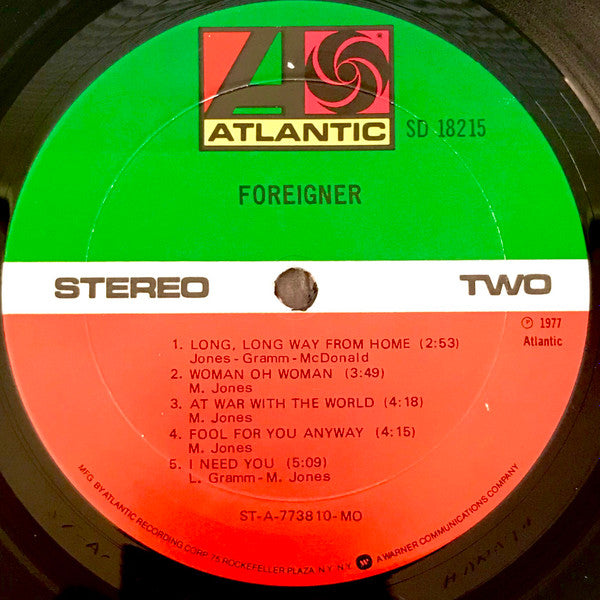 ATLANTIC
SD 18215
FOREIGNER
STEREO
TWO
℗ 1977
Atlantic
1. LONG, LONG WAY FROM HOME (2:53)
Jones - Gramm - McDonald
2. WOMAN OH WOMAN (3:49)
M. Jones
3. AT WAR WITH THE WORLD (4:18)
M. Jones
4. FOOL FOR YOU ANYWAY (4:15)
M. Jones
5. I NEED YOU (5:09)
L. Gramm - M. Jones
ST-A-773810-MO
MFG. BY ATLANTIC RECORDING CORP. 75 ROCKEFELLER PLAZA N.Y. N.Y. W A WARNER COMMUNICATIONS COMPANY